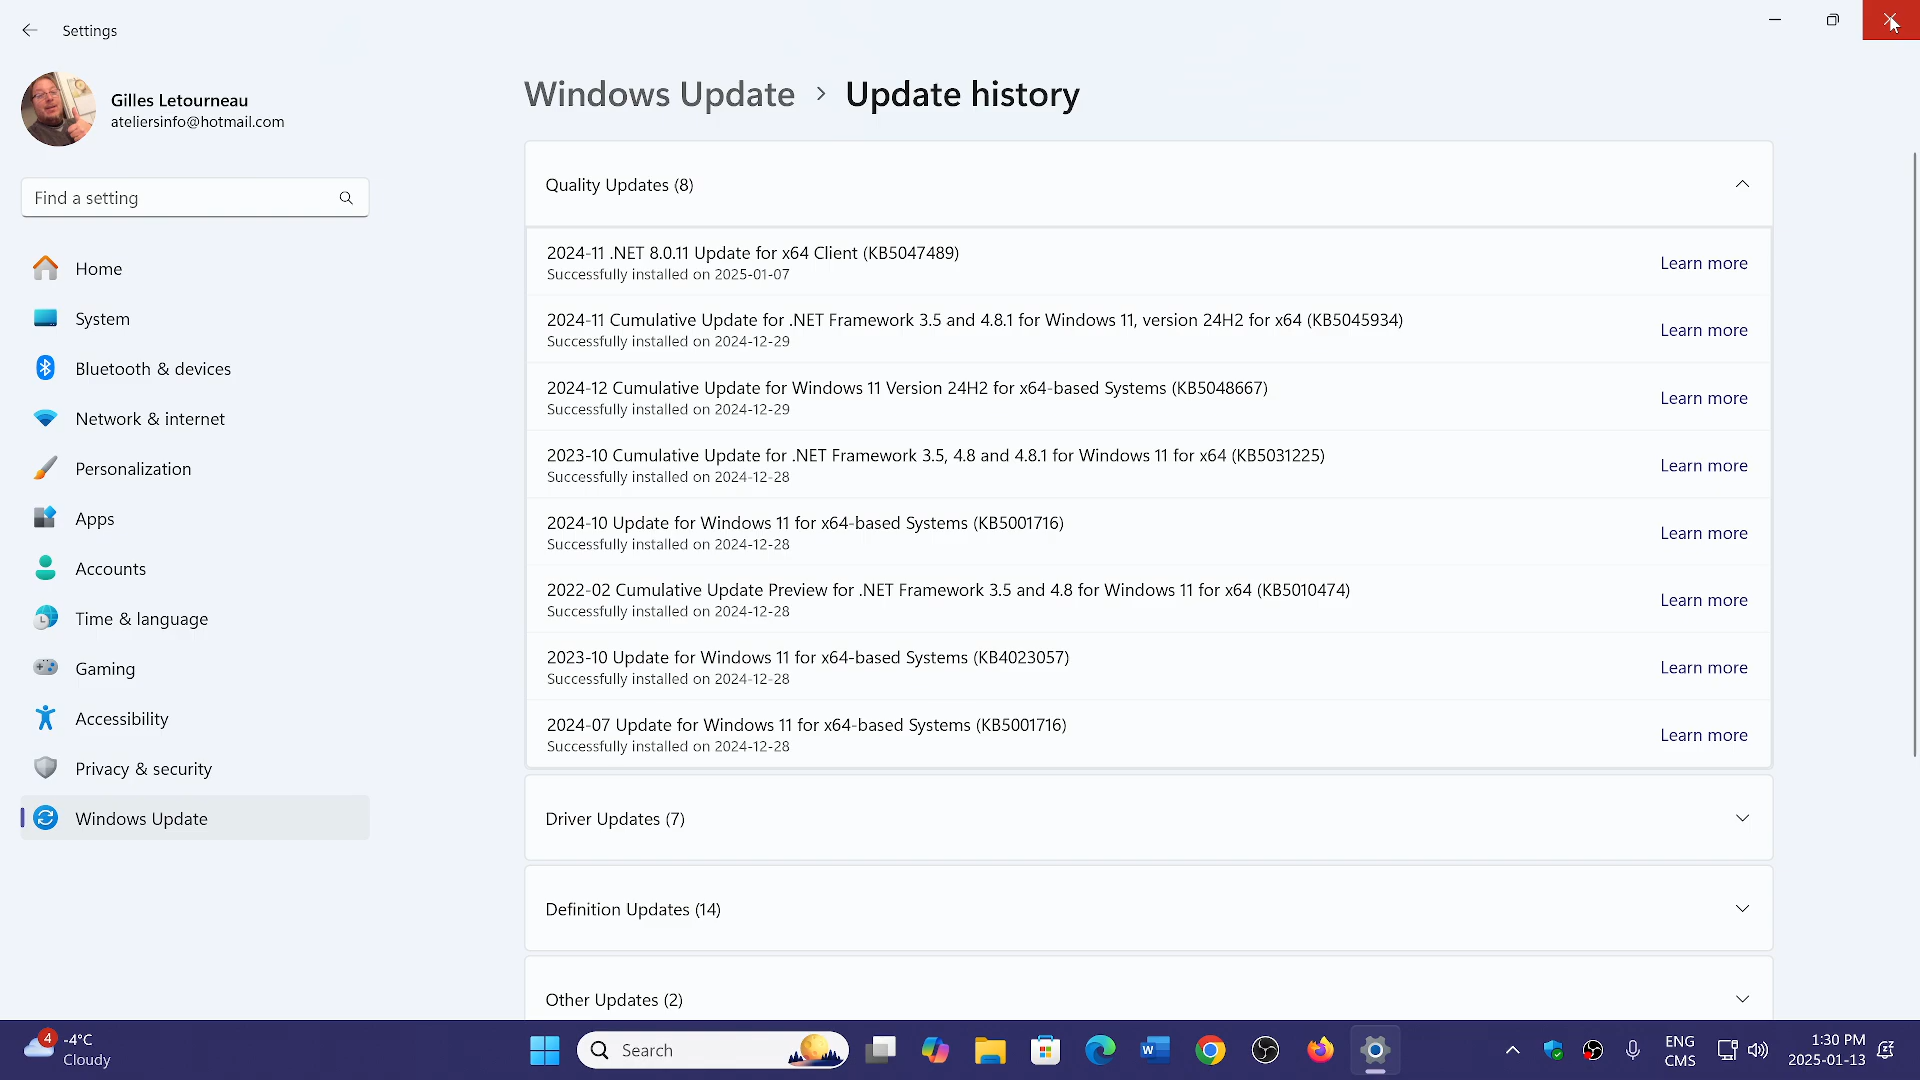 Settings
Gilles Letourneau
ateliersinfo@hotmail.com
Find a setting
Home
System
Bluetooth & devices
Network & internet
Personalization
Apps
Accounts
Time & language
Gaming
Accessibility
Privacy & security
Windows Update
Windows Update > Update history
Quality Updates (8)
2024-11 .NET 8.0.11 Update for x64 Client (KB5047489)
Successfully installed on 2025-01-07
Learn more
2024-11 Cumulative Update for .NET Framework 3.5 and 4.8.1 for Windows 11, version 24H2 for x64 (KB5045934)
Successfully installed on 2024-12-29
Learn more
2024-12 Cumulative Update for Windows 11 Version 24H2 for x64-based Systems (KB5048667)
Successfully installed on 2024-12-29
Learn more
2023-10 Cumulative Update for .NET Framework 3.5, 4.8 and 4.8.1 for Windows 11 for x64 (KB5031225)
Successfully installed on 2024-12-28
Learn more
2024-10 Update for Windows 11 for x64-based Systems (KB5001716)
Successfully installed on 2024-12-28
Learn more
2022-02 Cumulative Update Preview for .NET Framework 3.5 and 4.8 for Windows 11 for x64 (KB5010474)
Successfully installed on 2024-12-28
Learn more
2023-10 Update for Windows 11 for x64-based Systems (KB4023057)
Successfully installed on 2024-12-28
Learn more
2024-07 Update for Windows 11 for x64-based Systems (KB5001716)
Successfully installed on 2024-12-28
Learn more
Driver Updates (7)
Definition Updates (14)
Other Updates (2)
4
-4°C
Cloudy
Search
W
ENG
CMS
1:30 PM
2025-01-13